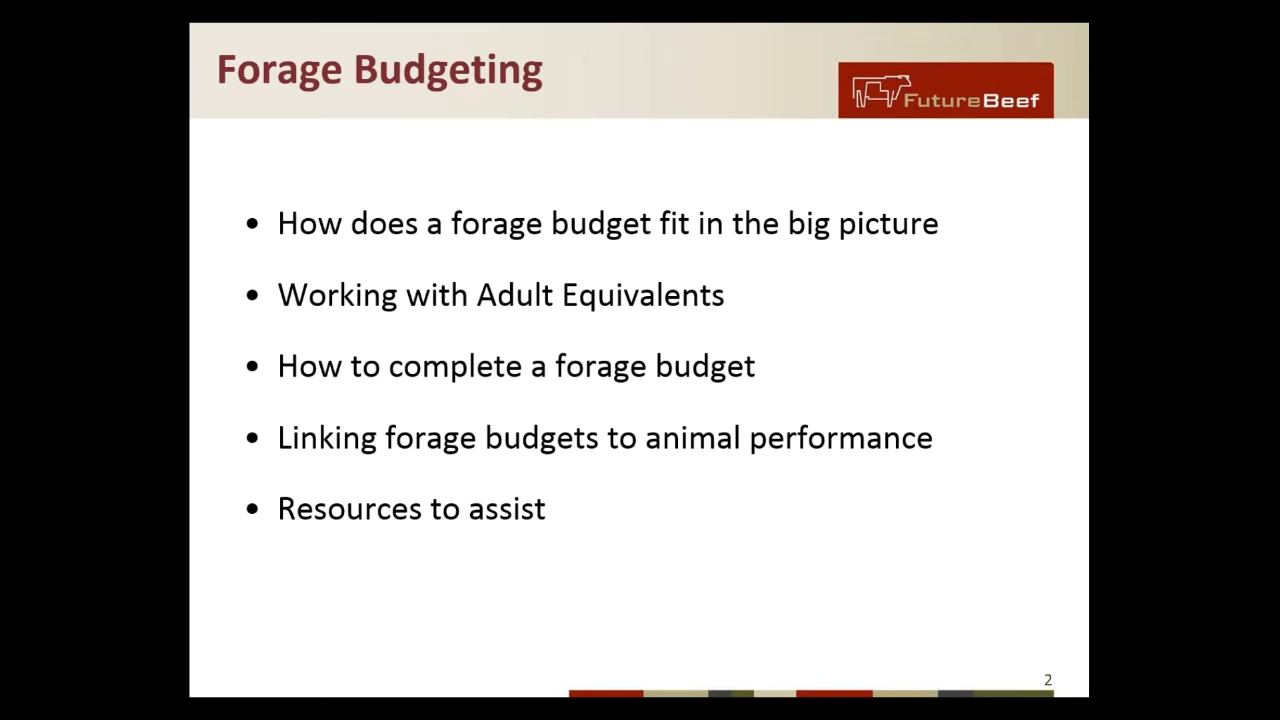 Forage Budgeting
FutureBeef
• How does a forage budget fit in the big picture
• Working with Adult Equivalents
• How to complete a forage budget
• Linking forage budgets to animal performance
• Resources to assist
2